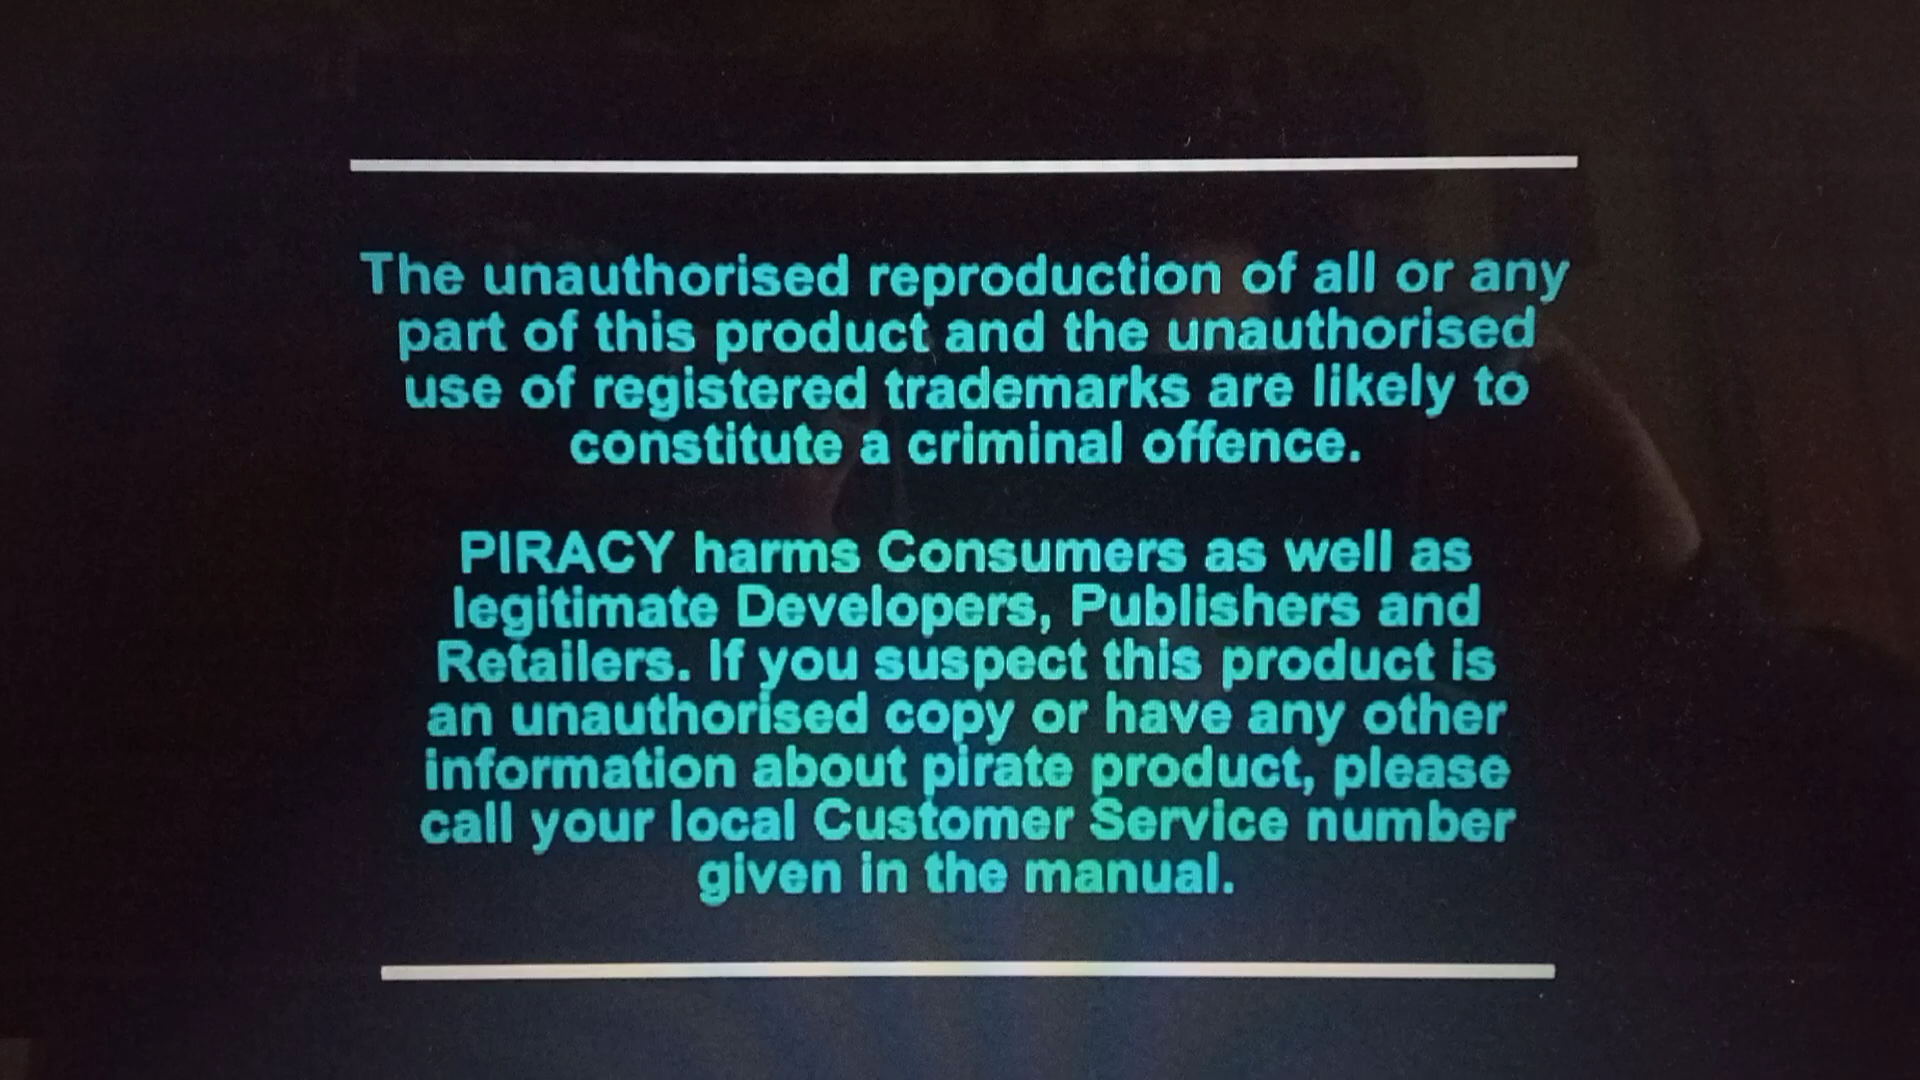 The unauthorised reproduction of all or any
part of this product and the unauthorised
use of registered trademarks are likely to
constitute a criminal offence.
PIRACY harms Consumers as well as
legitimate Developers, Publishers and
Retailers. If you suspect this product is
an unauthorised copy or have any other
information about pirate product, please
call your local Customer Service number
given in the manual.